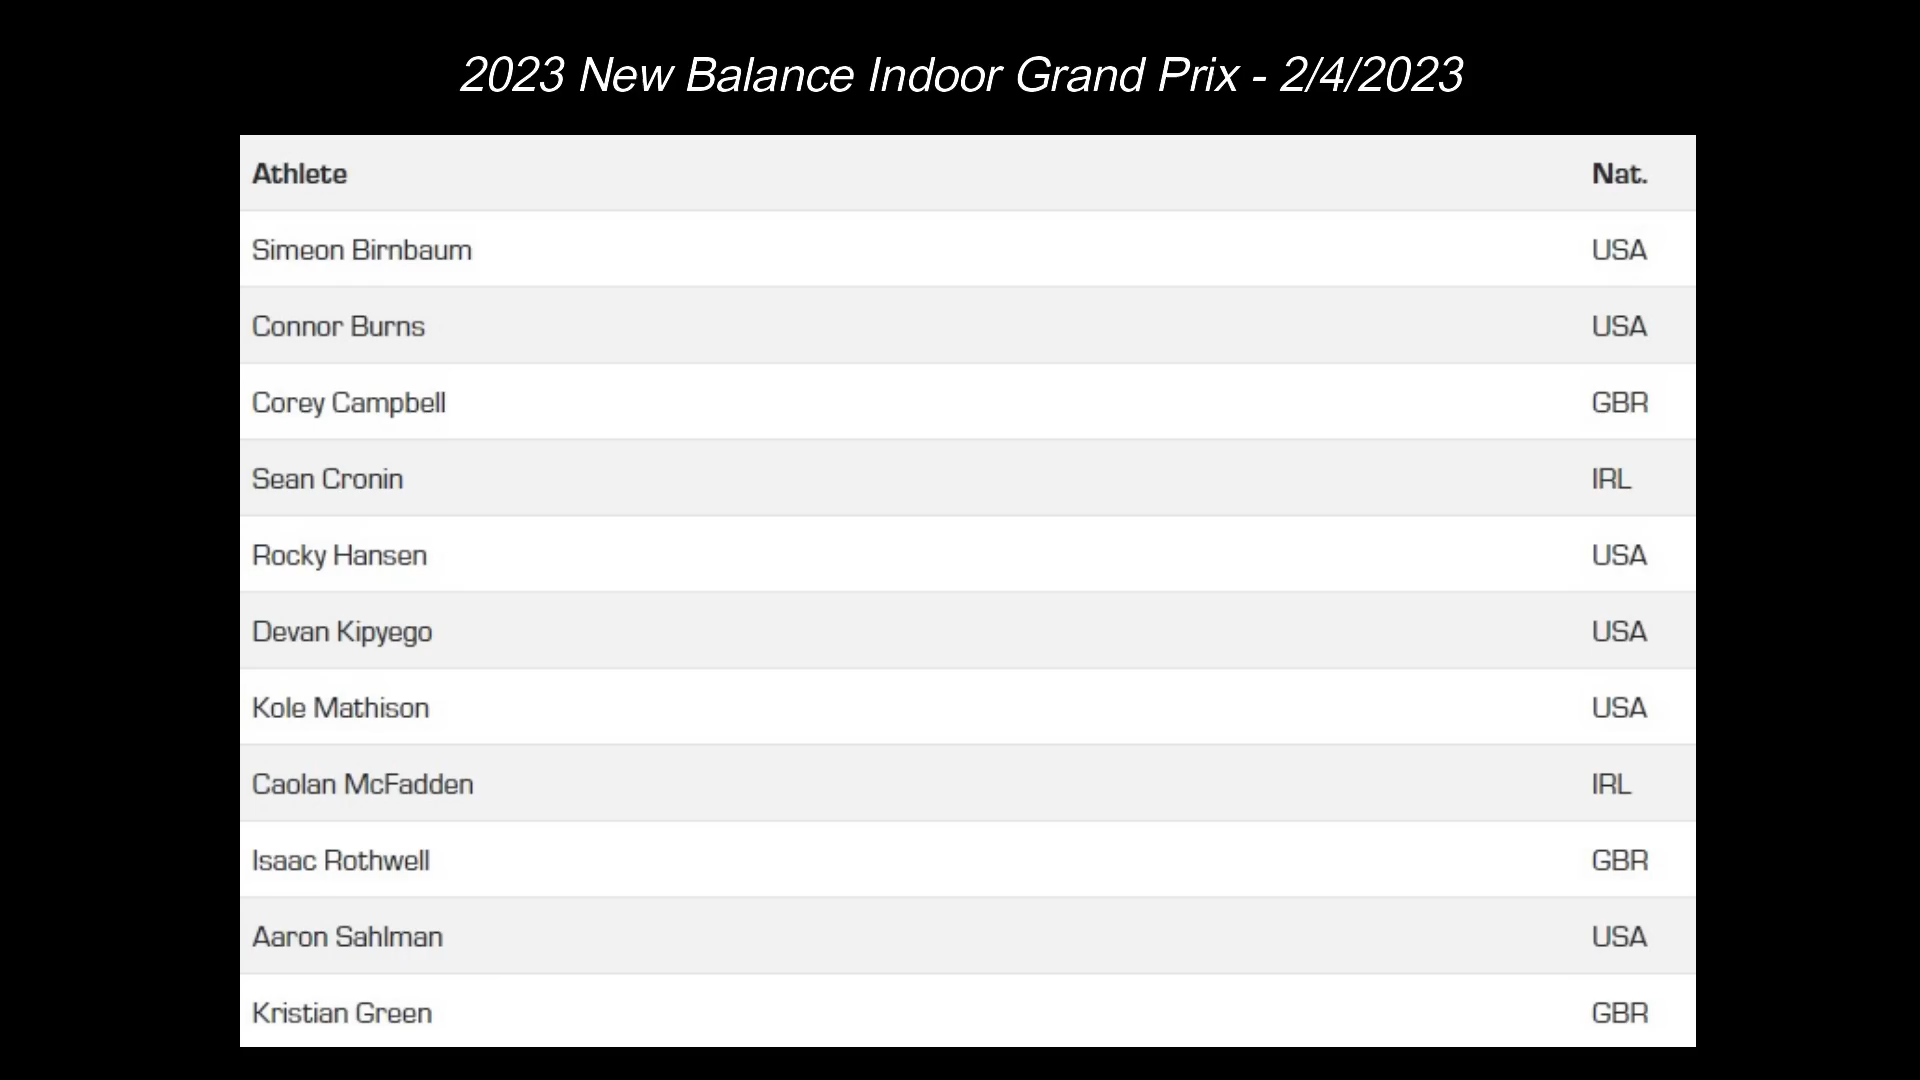 2023 New Balance Indoor Grand Prix - 2/4/2023
Athlete Nat.
Simeon Birnbaum USA
Connor Burns USA
Corey Campbell GBR
Sean Cronin IRL
Rocky Hansen USA
Devan Kipyego USA
Kole Mathison USA
Caolan McFadden IRL
Isaac Rothwell GBR
Aaron Sahlman USA
Kristian Green GBR